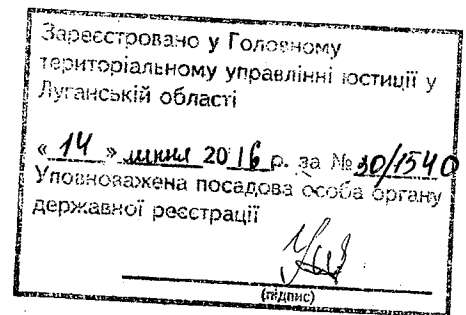 Зареєстровано у Головному
територіальному управлінні юстиції у
Луганській області
« 14 » липня 2016 р. за № 30/1540
Уповноважена посадова особа органу
державної реєстрації
(підпис)